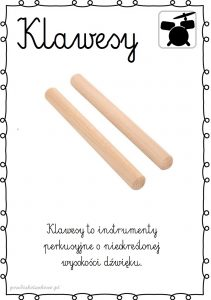 Klawesy
Klawesy to instrumenty
perkusyjne o nieokreślonej
wysokości dźwięku.